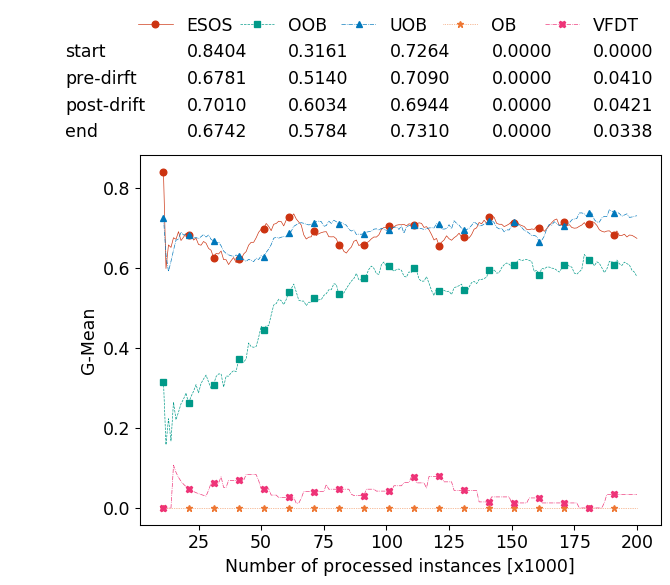 ESOS OOB UOB OB VFDT
start 0.8404 0.3161 0.7264 0.0000 0.0000
pre-dirft 0.6781 0.5140 0.7090 0.0000 0.0410
post-drift 0.7010 0.6034 0.6944 0.0000 0.0421
end 0.6742 0.5784 0.7310 0.0000 0.0338
0.8
0.6
0.4
0.2
0.0
G-Mean
25 50 75 100 125 150 175 200
Number of processed instances [x1000]